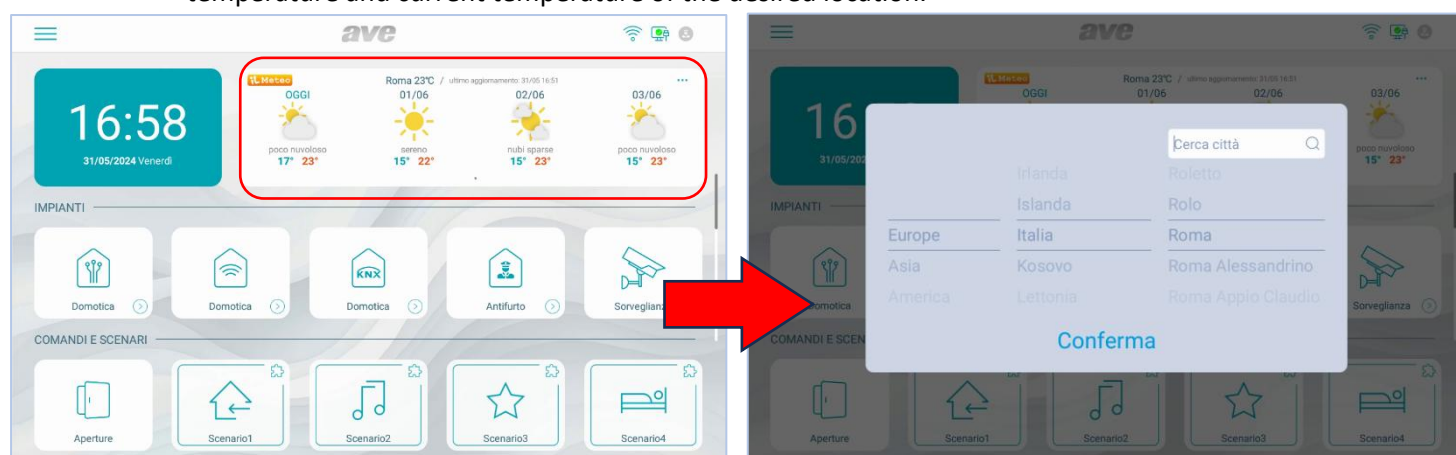 temperature and current temperature of the desired location.
ave
iLMeteo
Roma 23°C / ultimo aggiornamento: 31/05 16:51
...
OGGI 01/06 02/06 03/06
16:58
31/05/2024 Venerdì
poco nuvoloso sereno nubi sparse poco nuvoloso
17° 23° 15° 22° 15° 23° 15° 23°
IMPIANTI
KNX
Domotica Domotica Domotica Antifurto Sorveglianz
COMANDI E SCENARI
Aperture Scenario1 Scenario2 Scenario3 Scenario4
ave
iLMeteo
Roma 23°C / ultimo aggiornamento: 31/05 16:51
...
OGGI 01/06 02/06 03/06
16
31/05/202
poco nuvoloso
15° 23°
Cerca città
Irlanda Roletto
Islanda Rolo
Europe Italia Roma
Asia Kosovo Roma Alessandrino
America Lettonia Roma Appio Claudio
Conferma
IMPIANTI
omotica Sorveglianza
COMANDI E SCEN
Aperture Scenario1 Scenario2 Scenario3 Scenario4